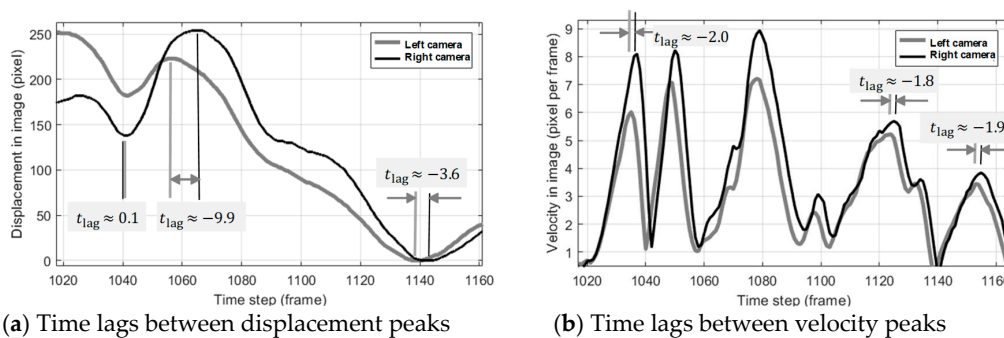 250
200
150
100
50
0
Displacement in image (pixel)
Left camera
Right camera
t_lag ≈ 0.1
t_lag ≈ −9.9
t_lag ≈ −3.6
1020 1040 1060 1080 1100 1120 1140 1160
Time step (frame)
(a) Time lags between displacement peaks
9
8
7
6
5
4
3
2
1
Velocity in image (pixel per frame)
t_lag ≈ −2.0
Left camera
Right camera
t_lag ≈ −1.8
t_lag ≈ −1.9
1020 1040 1060 1080 1100 1120 1140 1160
Time step (frame)
(b) Time lags between velocity peaks